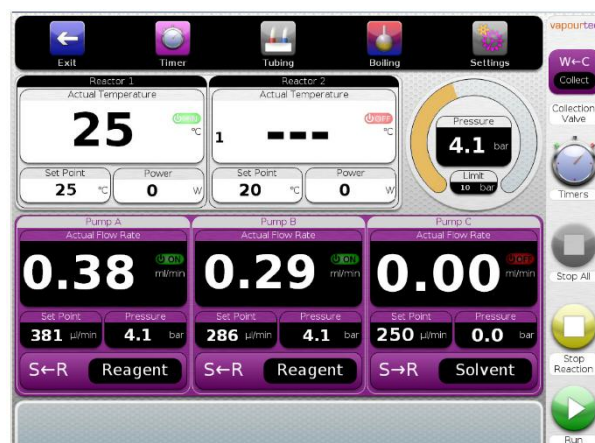 vapourtec
Exit Timer Tubing Boiling Settings
W←C
Collect
Collection
Valve
Timers
Stop All
Stop
Reaction
Run
Reactor 1
Actual Temperature
ON
25 °C
Set Point Power
25 °C 0 W
Reactor 2
Actual Temperature
OFF
1 --- °C
Set Point Power
20 °C 0 W
Pressure
4.1 bar
Limit
10 bar
Pump A
Actual Flow Rate
ON
0.38 ml/min
Set Point Pressure
381 µl/min 4.1 bar
S←R Reagent
Pump B
Actual Flow Rate
ON
0.29 ml/min
Set Point Pressure
286 µl/min 4.1 bar
S←R Reagent
Pump C
Actual Flow Rate
OFF
0.00 ml/min
Set Point Pressure
250 µl/min 0.0 bar
S→R Solvent